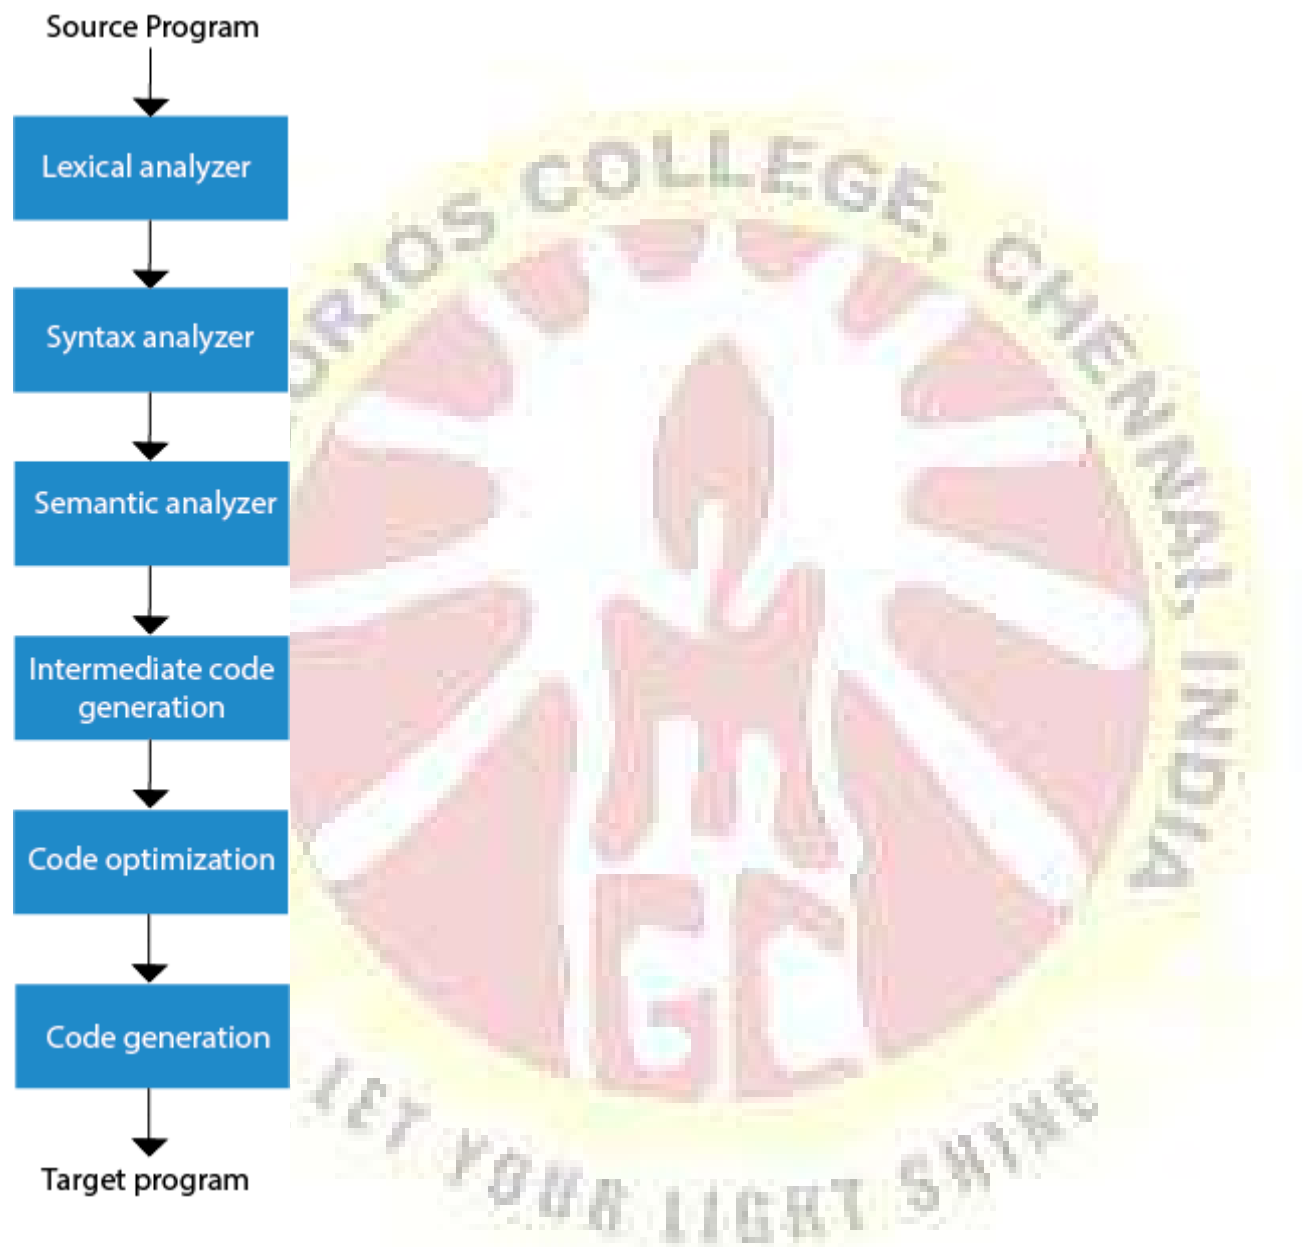 Source Program
Lexical analyzer
Syntax analyzer
Semantic analyzer
Intermediate code
generation
Code optimization
Code generation
Target program
ORIOS COLLEGE, CHENNAI, INDIA
GC
LET YOUR LIGHT SHINE